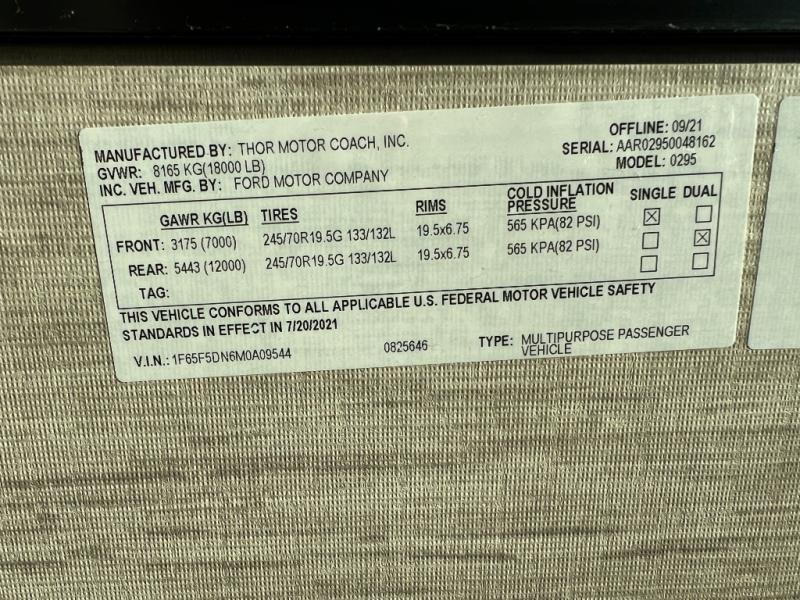 MANUFACTURED BY: THOR MOTOR COACH, INC.
OFFLINE: 09/21
GVWR: 8165 KG(18000 LB)
SERIAL: AAR02950048162
INC. VEH. MFG. BY: FORD MOTOR COMPANY
MODEL: 0295
GAWR KG(LB) TIRES RIMS COLD INFLATION PRESSURE SINGLE DUAL
FRONT: 3175 (7000) 245/70R19.5G 133/132L 19.5x6.75 565 KPA(82 PSI) ☒ ☐
REAR: 5443 (12000) 245/70R19.5G 133/132L 19.5x6.75 565 KPA(82 PSI) ☐ ☒
TAG: ☐ ☐
THIS VEHICLE CONFORMS TO ALL APPLICABLE U.S. FEDERAL MOTOR VEHICLE SAFETY
STANDARDS IN EFFECT IN 7/20/2021
V.I.N.: 1F65F5DN6M0A09544 0825646 TYPE: MULTIPURPOSE PASSENGER
VEHICLE